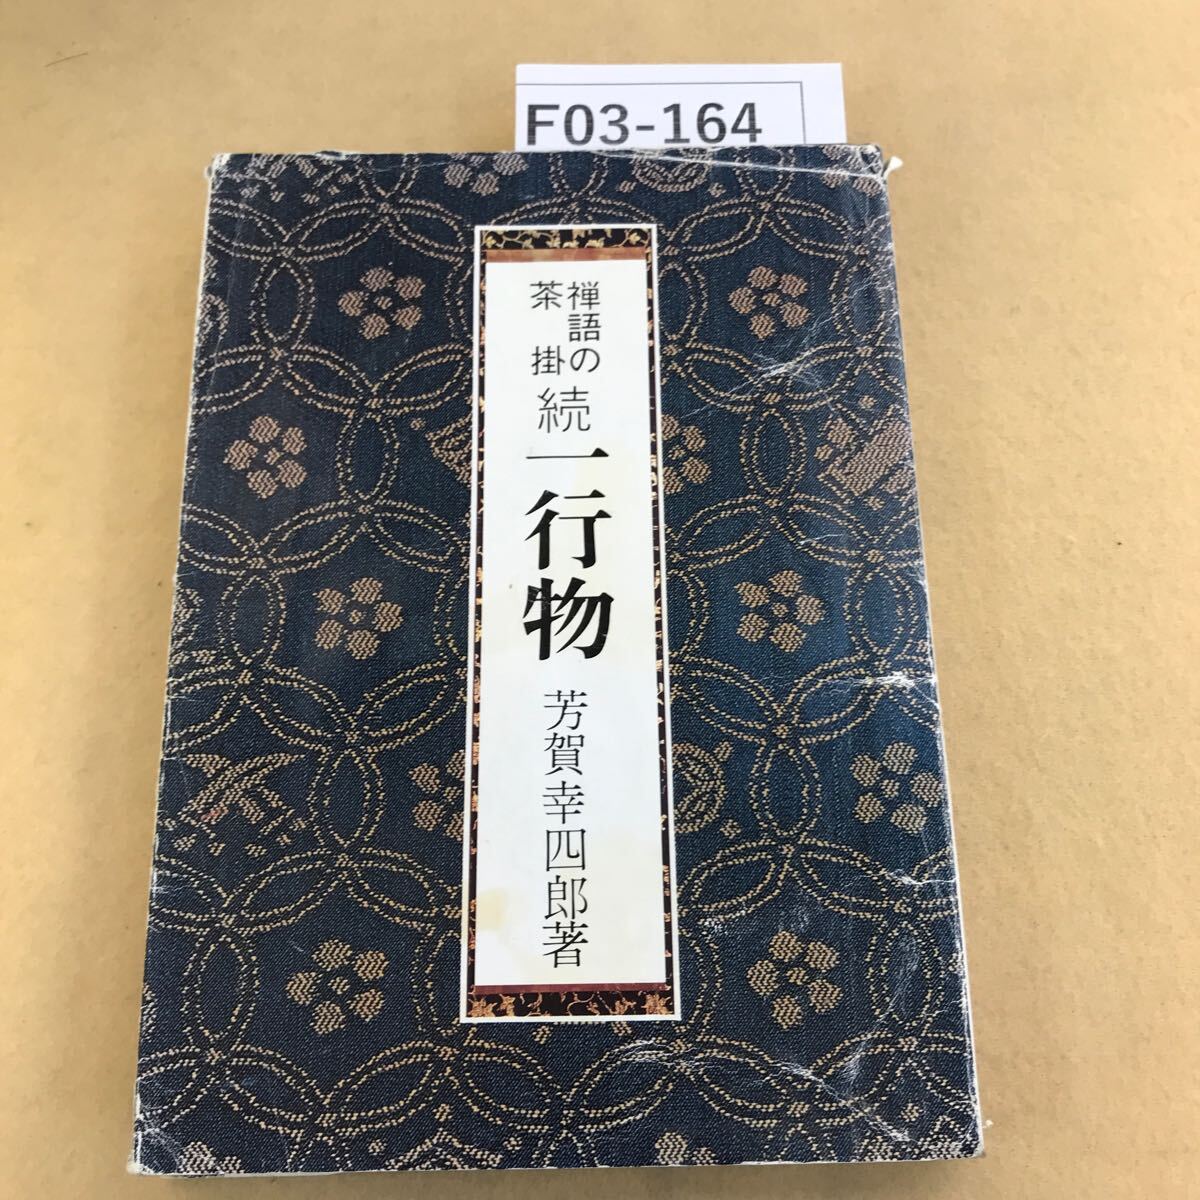 F03-164
禅語の
茶掛
続
一行物
芳賀幸四郎著